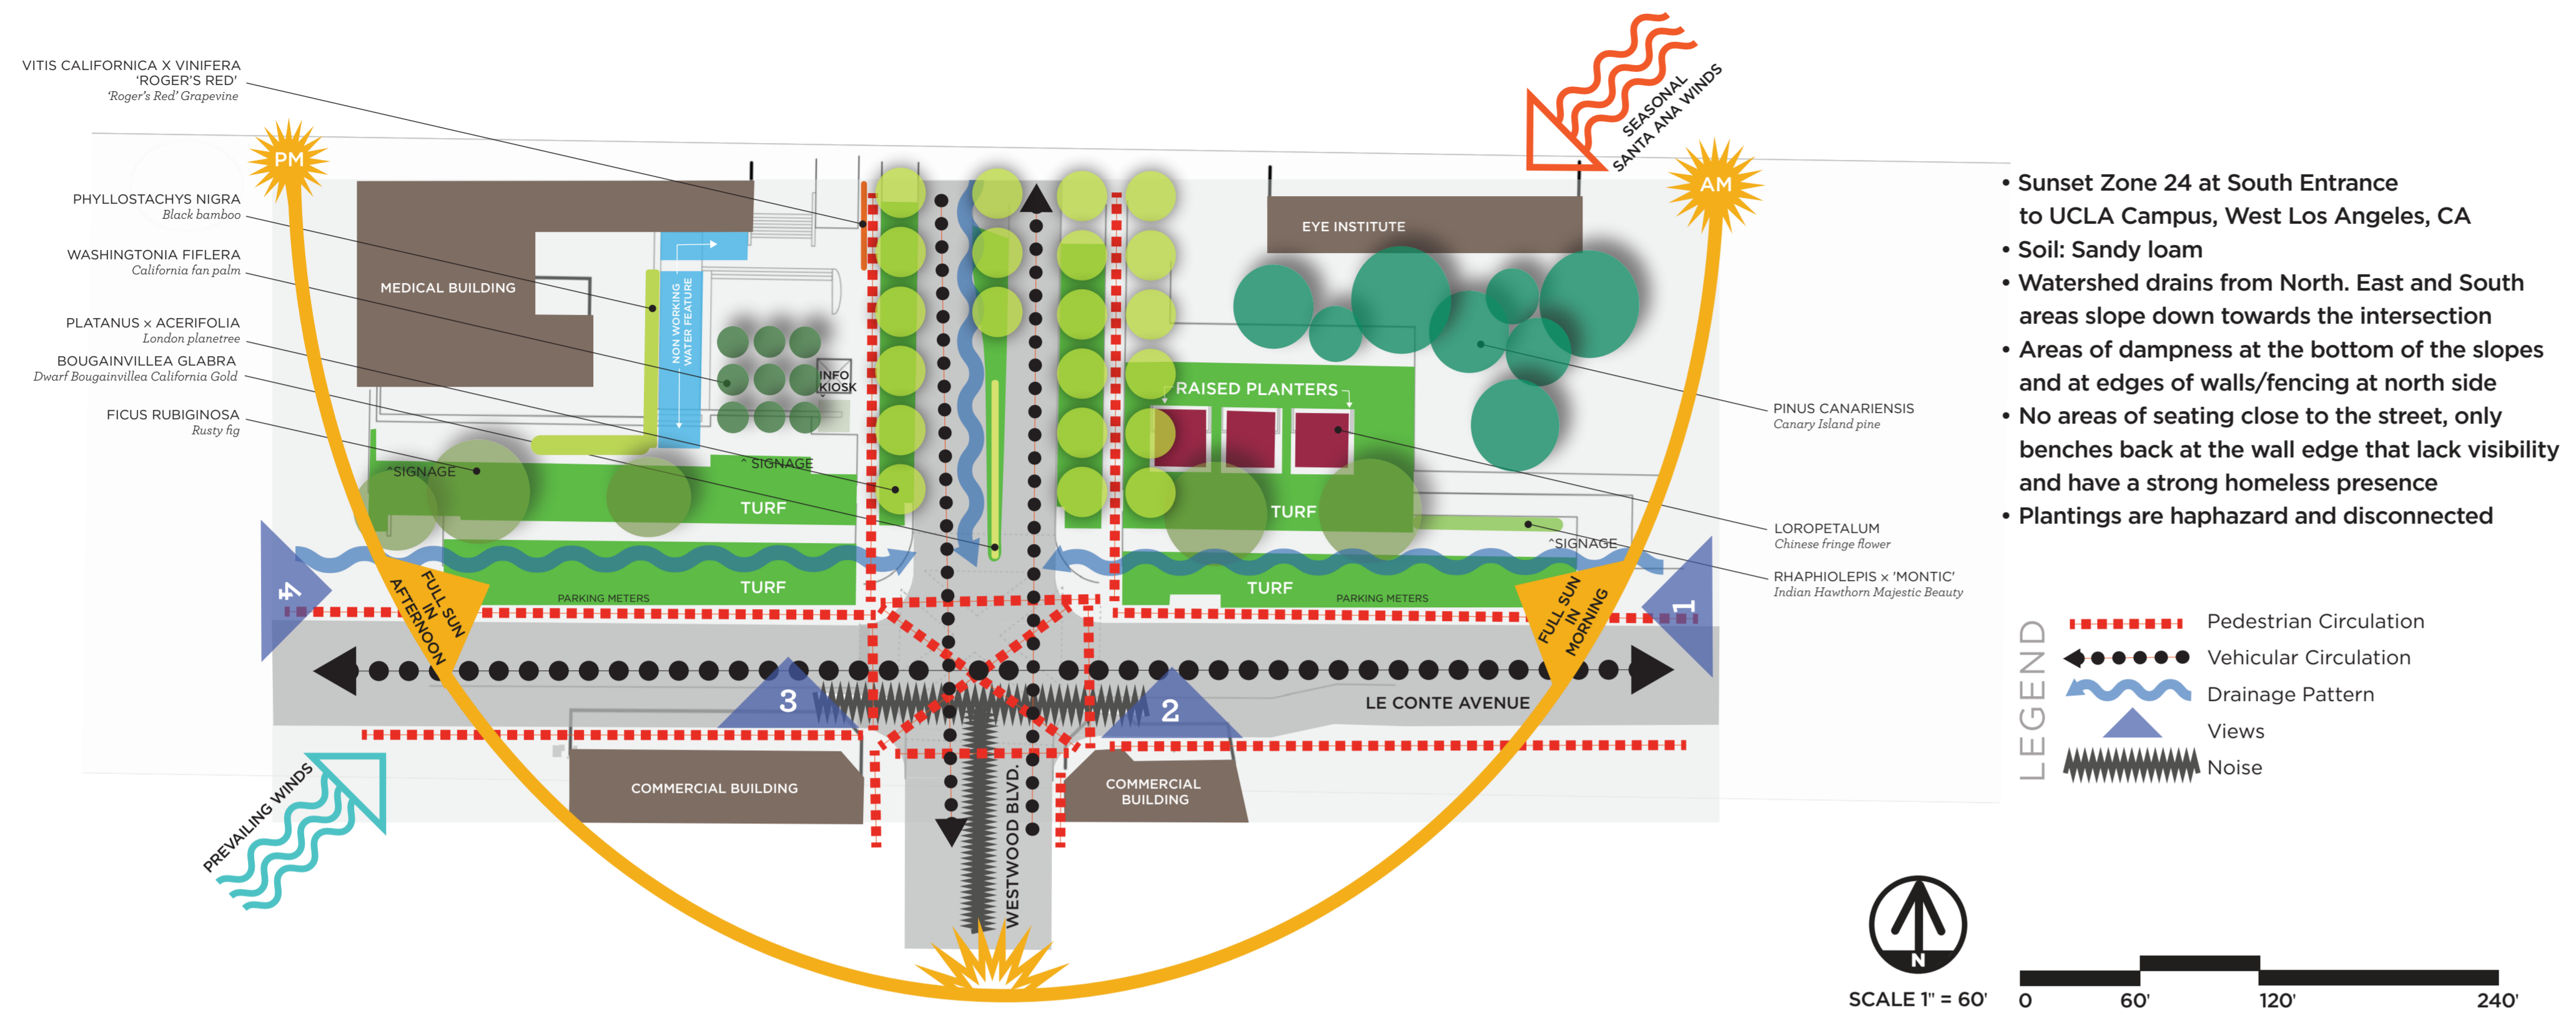 VITIS CALIFORNICA X VINIFERA
‘ROGER’S RED’
‘Roger’s Red’ Grapevine
PHYLLOSTACHYS NIGRA
Black bamboo
WASHINGTONIA FIFLERA
California fan palm
PLATANUS x ACERIFOLIA
London planetree
BOUGAINVILLEA GLABRA
Dwarf Bougainvillea California Gold
FICUS RUBIGINOSA
Rusty fig
PM
AM
SEASONAL
SANTA ANA WINDS
MEDICAL BUILDING
NON WORKING
WATER FEATURE
INFO
KIOSK
^SIGNAGE
^ SIGNAGE
TURF
TURF
PARKING METERS
EYE INSTITUTE
RAISED PLANTERS
TURF
^SIGNAGE
TURF
PARKING METERS
PINUS CANARIENSIS
Canary Island pine
LOROPETALUM
Chinese fringe flower
RHAPHIOLEPIS x 'MONTIC'
Indian Hawthorn Majestic Beauty
4
FULL SUN
IN
AFTERNOON
FULL SUN
IN
MORNING
1
3
2
LE CONTE AVENUE
WESTWOOD BLVD.
COMMERCIAL BUILDING
COMMERCIAL
BUILDING
PREVAILING WINDS
• Sunset Zone 24 at South Entrance
to UCLA Campus, West Los Angeles, CA
• Soil: Sandy loam
• Watershed drains from North. East and South
areas slope down towards the intersection
• Areas of dampness at the bottom of the slopes
and at edges of walls/fencing at north side
• No areas of seating close to the street, only
benches back at the wall edge that lack visibility
and have a strong homeless presence
• Plantings are haphazard and disconnected
LEGEND
Pedestrian Circulation
Vehicular Circulation
Drainage Pattern
Views
Noise
N
SCALE 1" = 60'
0 60' 120' 240'